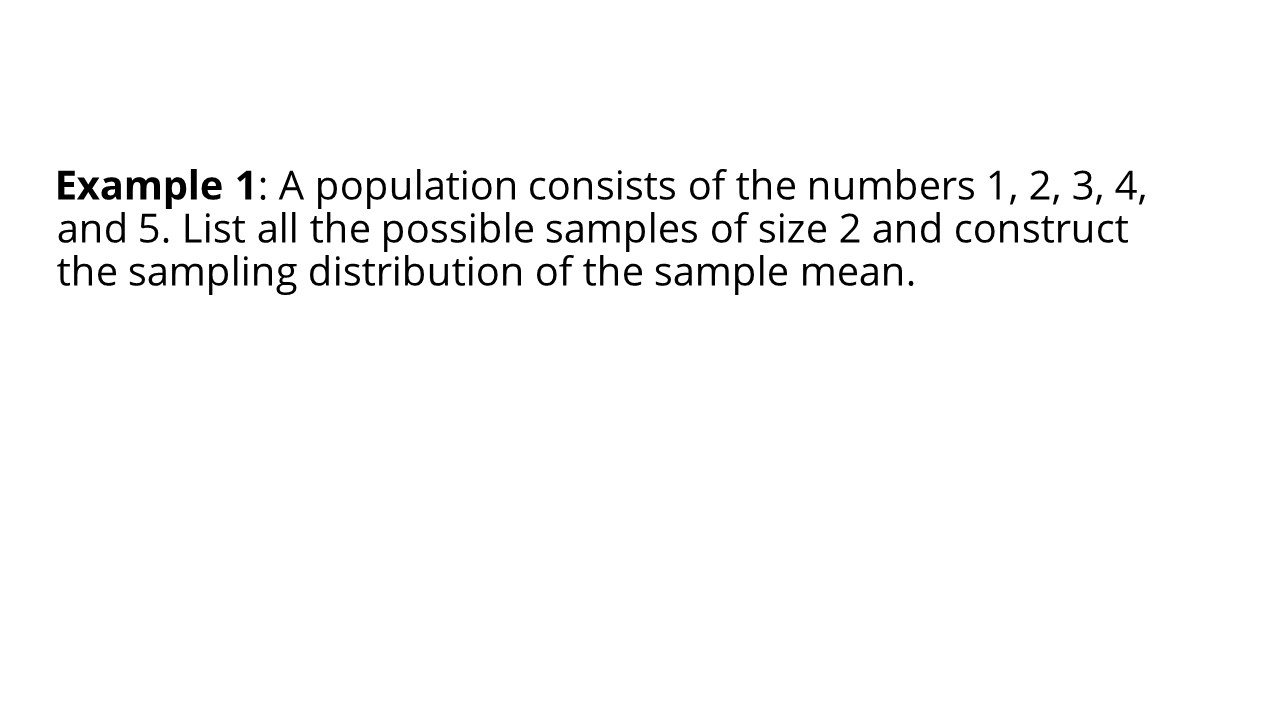 Example 1: A population consists of the numbers 1, 2, 3, 4,
and 5. List all the possible samples of size 2 and construct
the sampling distribution of the sample mean.